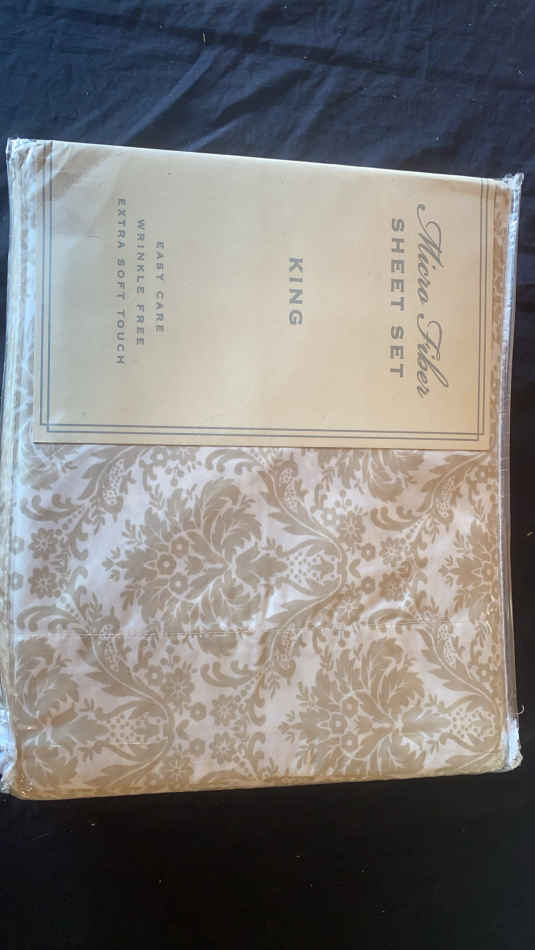 Micro Fiber
SHEET SET
KING
EASY CARE
WRINKLE FREE
EXTRA SOFT TOUCH